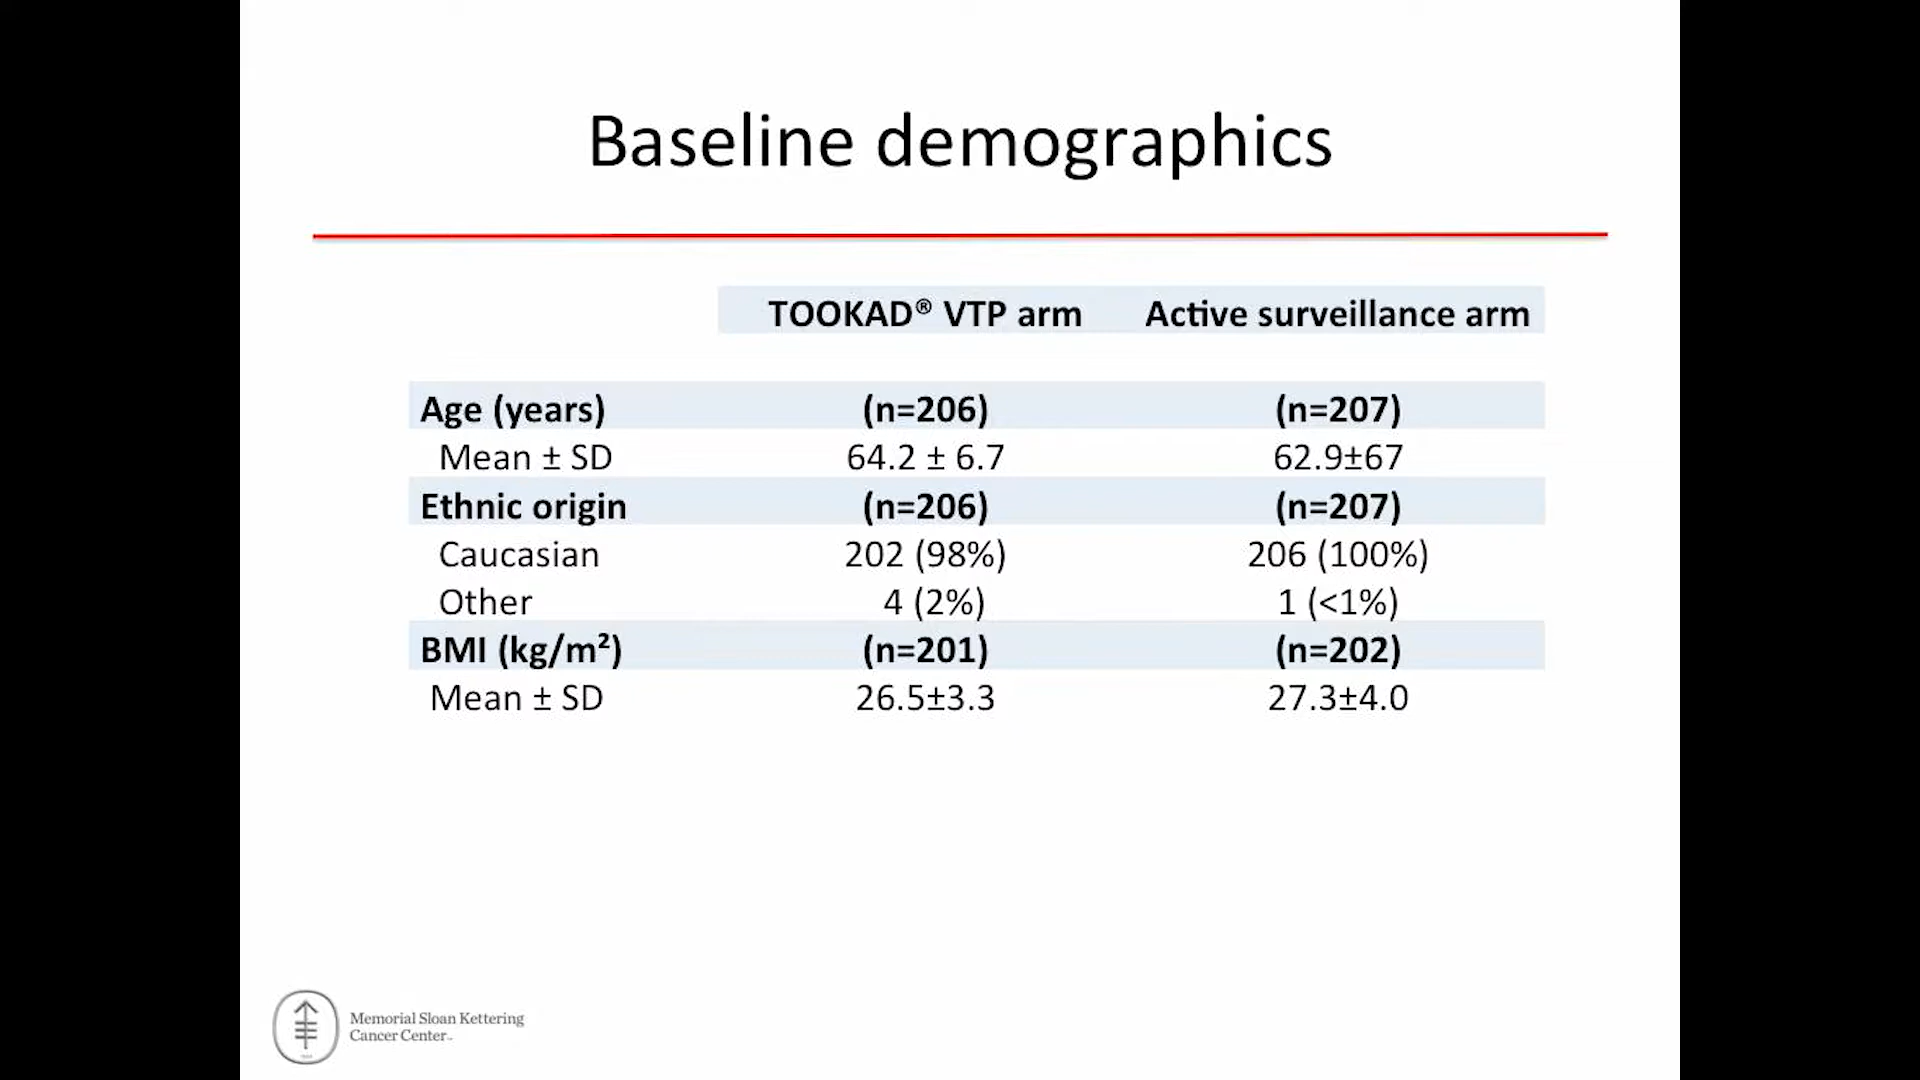 Baseline demographics
TOOKAD® VTP arm Active surveillance arm
Age (years) (n=206) (n=207)
Mean ± SD 64.2 ± 6.7 62.9±67
Ethnic origin (n=206) (n=207)
Caucasian 202 (98%) 206 (100%)
Other 4 (2%) 1 (<1%)
BMI (kg/m²) (n=201) (n=202)
Mean ± SD 26.5±3.3 27.3±4.0
Memorial Sloan Kettering
Cancer Center